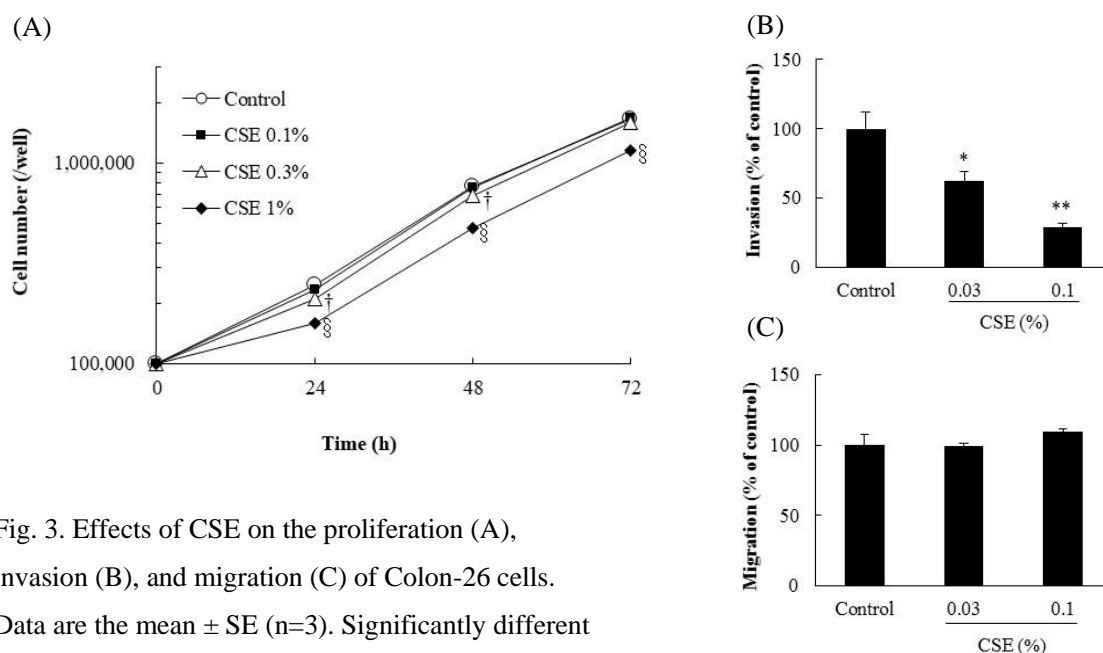 (A)
Control
CSE 0.1%
CSE 0.3%
CSE 1%
1,000,000
100,000
Cell number (/well)
†
†
§
§
§
0
24
48
72
Time (h)
(B)
150
100
50
0
Invasion (% of control)
*
**
Control
0.03
0.1
CSE (%)
(C)
150
100
50
0
Migration (% of control)
Control
0.03
0.1
CSE (%)
Fig. 3. Effects of CSE on the proliferation (A),
invasion (B), and migration (C) of Colon-26 cells.
Data are the mean ± SE (n=3). Significantly different